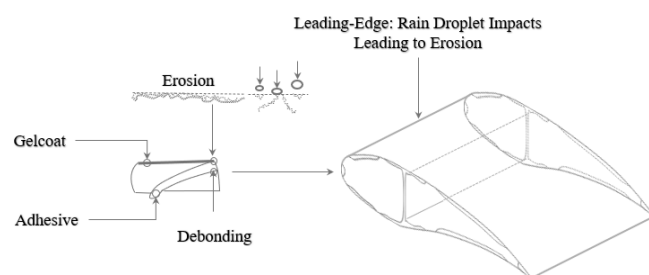 Leading-Edge: Rain Droplet Impacts
Leading to Erosion
Erosion
Gelcoat
Adhesive
Debonding